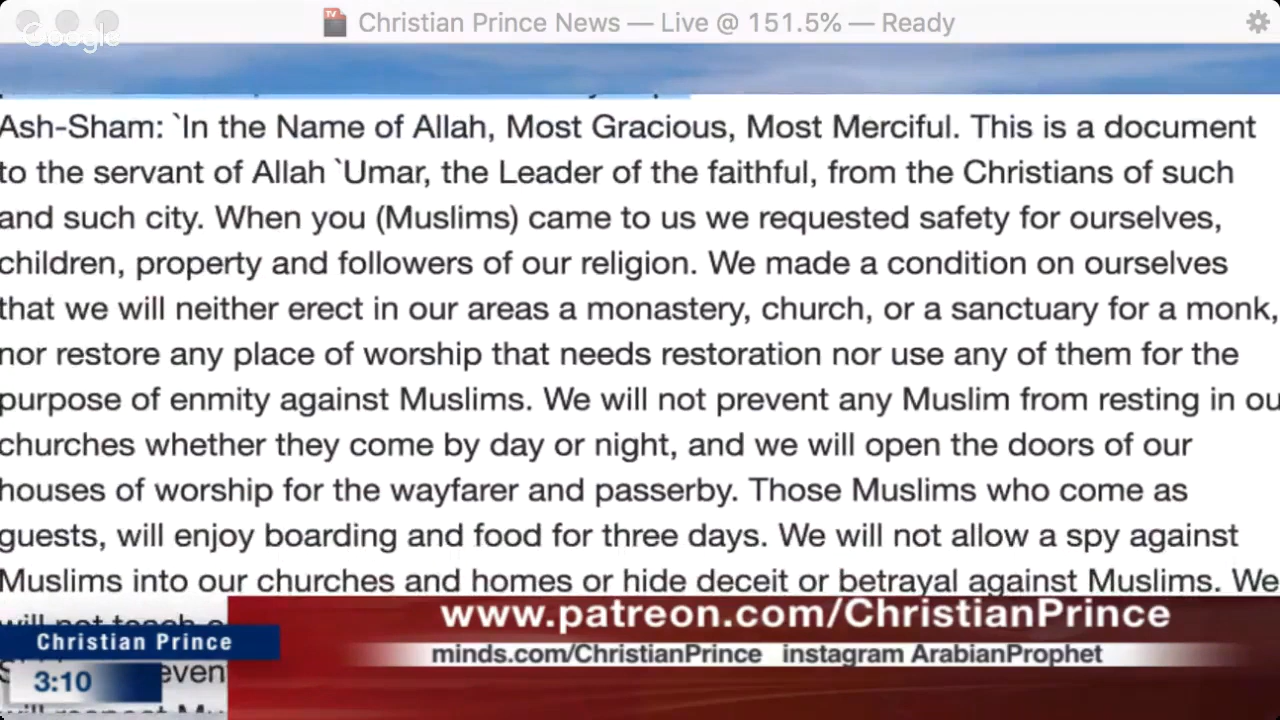 Christian Prince News — Live @ 151.5% — Ready
Google
Ash-Sham: `In the Name of Allah, Most Gracious, Most Merciful. This is a document
to the servant of Allah `Umar, the Leader of the faithful, from the Christians of such
and such city. When you (Muslims) came to us we requested safety for ourselves,
children, property and followers of our religion. We made a condition on ourselves
that we will neither erect in our areas a monastery, church, or a sanctuary for a monk,
nor restore any place of worship that needs restoration nor use any of them for the
purpose of enmity against Muslims. We will not prevent any Muslim from resting in ou
churches whether they come by day or night, and we will open the doors of our
houses of worship for the wayfarer and passerby. Those Muslims who come as
guests, will enjoy boarding and food for three days. We will not allow a spy against
Muslims into our churches and homes or hide deceit or betrayal against Muslims. We
will not teach
www.patreon.com/ChristianPrince
Christian Prince
minds.com/ChristianPrince instagram ArabianProphet
3:10